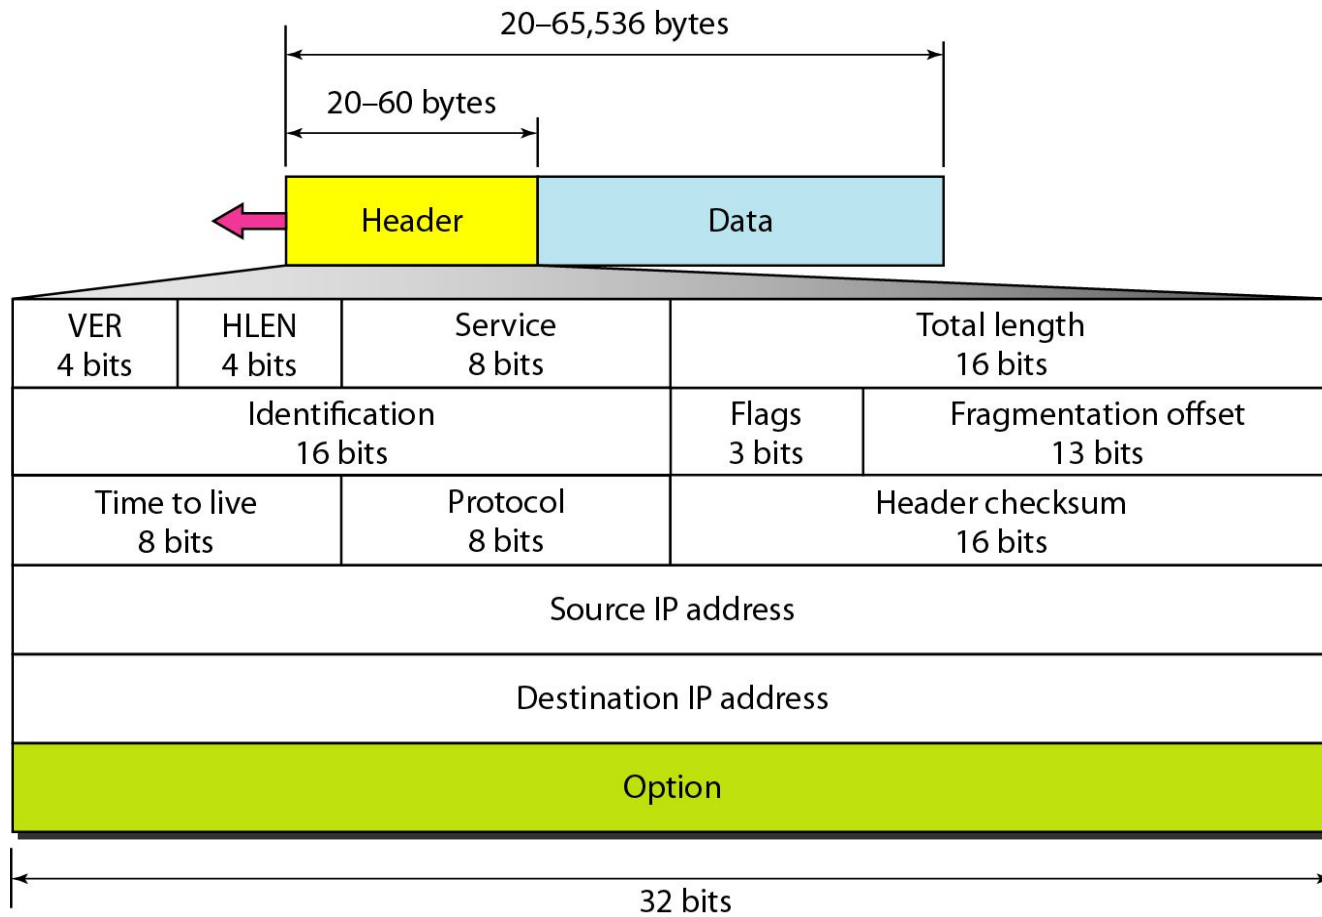 20–65,536 bytes
20–60 bytes
Header
Data
VER
4 bits
HLEN
4 bits
Service
8 bits
Total length
16 bits
Identification
16 bits
Flags
3 bits
Fragmentation offset
13 bits
Time to live
8 bits
Protocol
8 bits
Header checksum
16 bits
Source IP address
Destination IP address
Option
32 bits